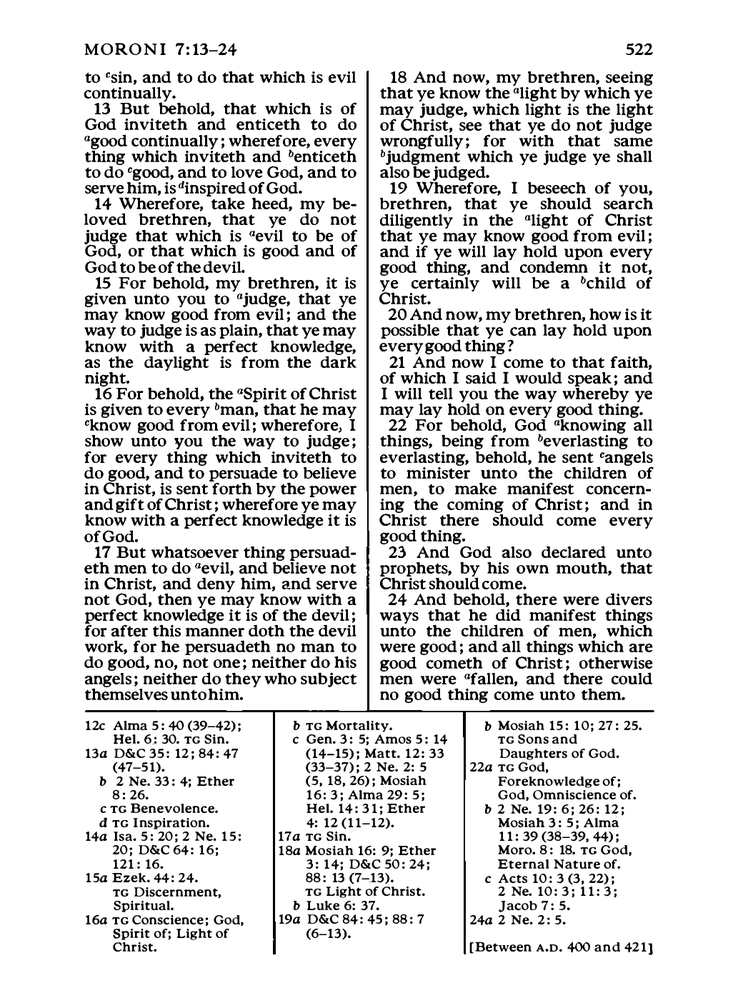 MORONI 7:13–24
522
to ᶜsin, and to do that which is evil
continually.
13 But behold, that which is of
God inviteth and enticeth to do
ᵃgood continually; wherefore, every
thing which inviteth and ᵇenticeth
to do ᶜgood, and to love God, and to
serve him, is ᵈinspired of God.
14 Wherefore, take heed, my be-
loved brethren, that ye do not
judge that which is ᵃevil to be of
God, or that which is good and of
God to be of the devil.
15 For behold, my brethren, it is
given unto you to ᵃjudge, that ye
may know good from evil; and the
way to judge is as plain, that ye may
know with a perfect knowledge,
as the daylight is from the dark
night.
16 For behold, the ᵃSpirit of Christ
is given to every ᵇman, that he may
ᶜknow good from evil; wherefore, I
show unto you the way to judge;
for every thing which inviteth to
do good, and to persuade to believe
in Christ, is sent forth by the power
and gift of Christ; wherefore ye may
know with a perfect knowledge it is
of God.
17 But whatsoever thing persuad-
eth men to do ᵃevil, and believe not
in Christ, and deny him, and serve
not God, then ye may know with a
perfect knowledge it is of the devil;
for after this manner doth the devil
work, for he persuadeth no man to
do good, no, not one; neither do his
angels; neither do they who subject
themselves unto him.
18 And now, my brethren, seeing
that ye know the ᵃlight by which ye
may judge, which light is the light
of Christ, see that ye do not judge
wrongfully; for with that same
ᵇjudgment which ye judge ye shall
also be judged.
19 Wherefore, I beseech of you,
brethren, that ye should search
diligently in the ᵃlight of Christ
that ye may know good from evil;
and if ye will lay hold upon every
good thing, and condemn it not,
ye certainly will be a ᵇchild of
Christ.
20 And now, my brethren, how is it
possible that ye can lay hold upon
every good thing?
21 And now I come to that faith,
of which I said I would speak; and
I will tell you the way whereby ye
may lay hold on every good thing.
22 For behold, God ᵃknowing all
things, being from ᵇeverlasting to
everlasting, behold, he sent ᶜangels
to minister unto the children of
men, to make manifest concern-
ing the coming of Christ; and in
Christ there should come every
good thing.
23 And God also declared unto
prophets, by his own mouth, that
Christ should come.
24 And behold, there were divers
ways that he did manifest things
unto the children of men, which
were good; and all things which are
good cometh of Christ; otherwise
men were ᵃfallen, and there could
no good thing come unto them.
12c Alma 5:40 (39–42);
Hel. 6:30. TG Sin.
13a D&C 35:12; 84:47
(47–51).
b 2 Ne. 33:4; Ether
8:26.
c TG Benevolence.
d TG Inspiration.
14a Isa. 5:20; 2 Ne. 15:
20; D&C 64:16;
121:16.
15a Ezek. 44:24.
TG Discernment,
Spiritual.
16a TG Conscience; God,
Spirit of; Light of
Christ.
b TG Mortality.
c Gen. 3:5; Amos 5:14
(14–15); Matt. 12:33
(33–37); 2 Ne. 2:5
(5, 18, 26); Mosiah
16:3; Alma 29:5;
Hel. 14:31; Ether
4:12 (11–12).
17a TG Sin.
18a Mosiah 16:9; Ether
3:14; D&C 50:24;
88:13 (7–13).
TG Light of Christ.
b Luke 6:37.
19a D&C 84:45; 88:7
(6–13).
b Mosiah 15:10; 27:25.
TG Sons and
Daughters of God.
22a TG God,
Foreknowledge of;
God, Omniscience of.
b 2 Ne. 19:6; 26:12;
Mosiah 3:5; Alma
11:39 (38–39, 44);
Moro. 8:18. TG God,
Eternal Nature of.
c Acts 10:3 (3, 22);
2 Ne. 10:3; 11:3;
Jacob 7:5.
24a 2 Ne. 2:5.
[Between A.D. 400 and 421]